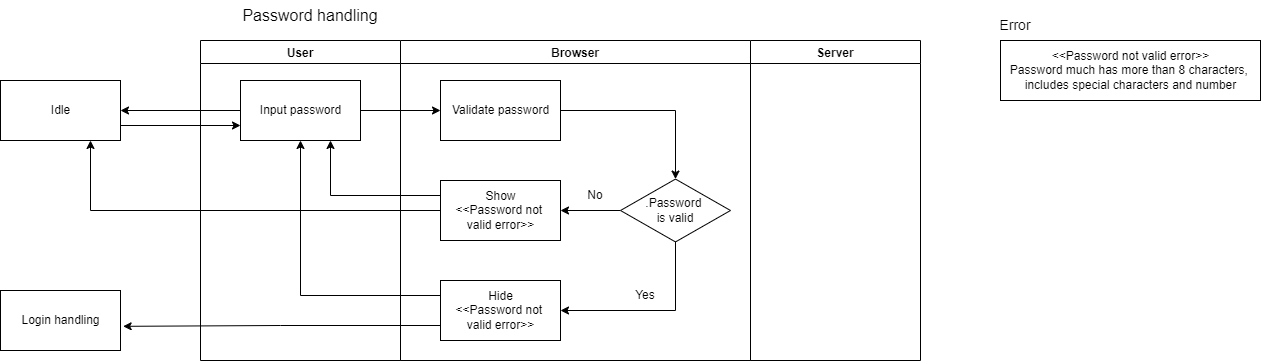 Password handling
Error
User
Browser
Server
<<Password not valid error>>
Password much has more than 8 characters,
includes special characters and number
Idle
Input password
Validate password
Show
<<Password not
valid error>>
No
.Password
is valid
Hide
<<Password not
valid error>>
Yes
Login handling